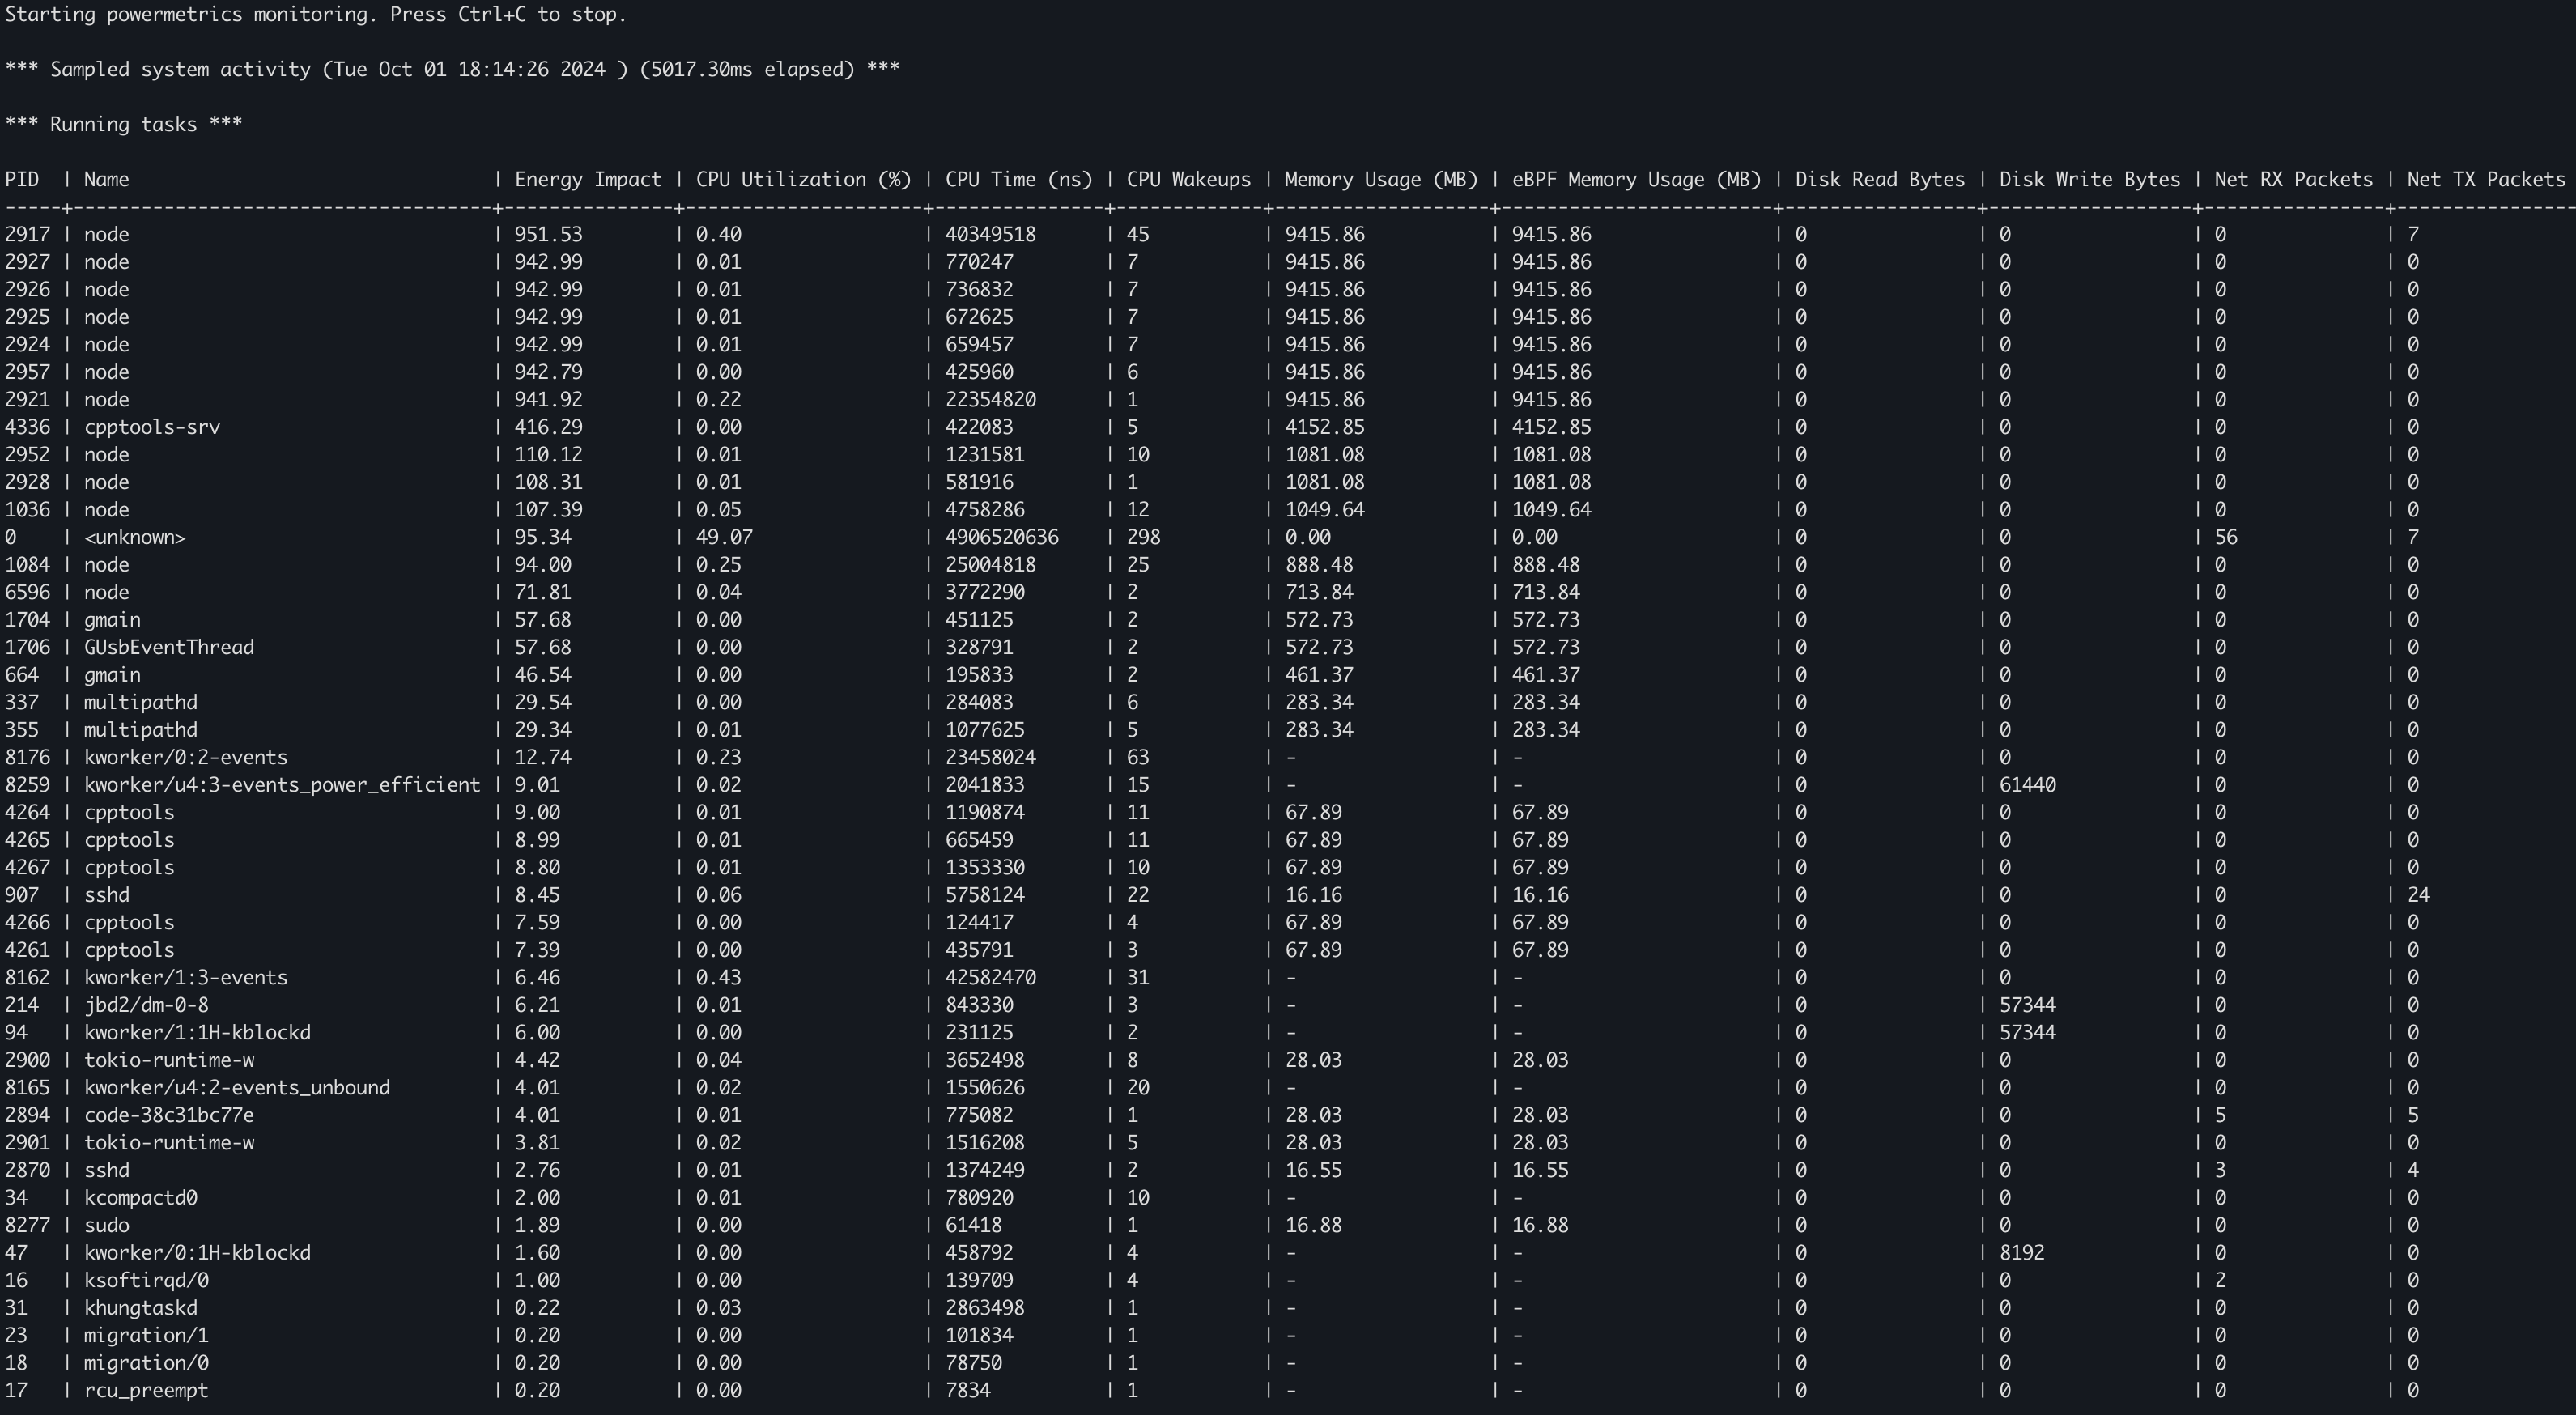 Starting powermetrics monitoring. Press Ctrl+C to stop.
*** Sampled system activity (Tue Oct 01 18:14:26 2024 ) (5017.30ms elapsed) ***
*** Running tasks ***
PID | Name | Energy Impact | CPU Utilization (%) | CPU Time (ns) | CPU Wakeups | Memory Usage (MB) | eBPF Memory Usage (MB) | Disk Read Bytes | Disk Write Bytes | Net RX Packets | Net TX Packets
-----+-------------------------------------+---------------+----------------------+---------------+-------------+-------------------+------------------------+-----------------+------------------+----------------+----------------
2917 | node | 951.53 | 0.40 | 40349518 | 45 | 9415.86 | 9415.86 | 0 | 0 | 0 | 7
2927 | node | 942.99 | 0.01 | 770247 | 7 | 9415.86 | 9415.86 | 0 | 0 | 0 | 0
2926 | node | 942.99 | 0.01 | 736832 | 7 | 9415.86 | 9415.86 | 0 | 0 | 0 | 0
2925 | node | 942.99 | 0.01 | 672625 | 7 | 9415.86 | 9415.86 | 0 | 0 | 0 | 0
2924 | node | 942.99 | 0.01 | 659457 | 7 | 9415.86 | 9415.86 | 0 | 0 | 0 | 0
2957 | node | 942.79 | 0.00 | 425960 | 6 | 9415.86 | 9415.86 | 0 | 0 | 0 | 0
2921 | node | 941.92 | 0.22 | 22354820 | 1 | 9415.86 | 9415.86 | 0 | 0 | 0 | 0
4336 | cpptools-srv | 416.29 | 0.00 | 422083 | 5 | 4152.85 | 4152.85 | 0 | 0 | 0 | 0
2952 | node | 110.12 | 0.01 | 1231581 | 10 | 1081.08 | 1081.08 | 0 | 0 | 0 | 0
2928 | node | 108.31 | 0.01 | 581916 | 1 | 1081.08 | 1081.08 | 0 | 0 | 0 | 0
1036 | node | 107.39 | 0.05 | 4758286 | 12 | 1049.64 | 1049.64 | 0 | 0 | 0 | 0
0 | <unknown> | 95.34 | 49.07 | 4906520636 | 298 | 0.00 | 0.00 | 0 | 0 | 56 | 7
1084 | node | 94.00 | 0.25 | 25004818 | 25 | 888.48 | 888.48 | 0 | 0 | 0 | 0
6596 | node | 71.81 | 0.04 | 3772290 | 2 | 713.84 | 713.84 | 0 | 0 | 0 | 0
1704 | gmain | 57.68 | 0.00 | 451125 | 2 | 572.73 | 572.73 | 0 | 0 | 0 | 0
1706 | GUsbEventThread | 57.68 | 0.00 | 328791 | 2 | 572.73 | 572.73 | 0 | 0 | 0 | 0
664 | gmain | 46.54 | 0.00 | 195833 | 2 | 461.37 | 461.37 | 0 | 0 | 0 | 0
337 | multipathd | 29.54 | 0.00 | 284083 | 6 | 283.34 | 283.34 | 0 | 0 | 0 | 0
355 | multipathd | 29.34 | 0.01 | 1077625 | 5 | 283.34 | 283.34 | 0 | 0 | 0 | 0
8176 | kworker/0:2-events | 12.74 | 0.23 | 23458024 | 63 | - | - | 0 | 0 | 0 | 0
8259 | kworker/u4:3-events_power_efficient | 9.01 | 0.02 | 2041833 | 15 | - | - | 0 | 61440 | 0 | 0
4264 | cpptools | 9.00 | 0.01 | 1190874 | 11 | 67.89 | 67.89 | 0 | 0 | 0 | 0
4265 | cpptools | 8.99 | 0.01 | 665459 | 11 | 67.89 | 67.89 | 0 | 0 | 0 | 0
4267 | cpptools | 8.80 | 0.01 | 1353330 | 10 | 67.89 | 67.89 | 0 | 0 | 0 | 0
907 | sshd | 8.45 | 0.06 | 5758124 | 22 | 16.16 | 16.16 | 0 | 0 | 0 | 24
4266 | cpptools | 7.59 | 0.00 | 124417 | 4 | 67.89 | 67.89 | 0 | 0 | 0 | 0
4261 | cpptools | 7.39 | 0.00 | 435791 | 3 | 67.89 | 67.89 | 0 | 0 | 0 | 0
8162 | kworker/1:3-events | 6.46 | 0.43 | 42582470 | 31 | - | - | 0 | 0 | 0 | 0
214 | jbd2/dm-0-8 | 6.21 | 0.01 | 843330 | 3 | - | - | 0 | 57344 | 0 | 0
94 | kworker/1:1H-kblockd | 6.00 | 0.00 | 231125 | 2 | - | - | 0 | 57344 | 0 | 0
2900 | tokio-runtime-w | 4.42 | 0.04 | 3652498 | 8 | 28.03 | 28.03 | 0 | 0 | 0 | 0
8165 | kworker/u4:2-events_unbound | 4.01 | 0.02 | 1550626 | 20 | - | - | 0 | 0 | 0 | 0
2894 | code-38c31bc77e | 4.01 | 0.01 | 775082 | 1 | 28.03 | 28.03 | 0 | 0 | 5 | 5
2901 | tokio-runtime-w | 3.81 | 0.02 | 1516208 | 5 | 28.03 | 28.03 | 0 | 0 | 0 | 0
2870 | sshd | 2.76 | 0.01 | 1374249 | 2 | 16.55 | 16.55 | 0 | 0 | 3 | 4
34 | kcompactd0 | 2.00 | 0.01 | 780920 | 10 | - | - | 0 | 0 | 0 | 0
8277 | sudo | 1.89 | 0.00 | 61418 | 1 | 16.88 | 16.88 | 0 | 0 | 0 | 0
47 | kworker/0:1H-kblockd | 1.60 | 0.00 | 458792 | 4 | - | - | 0 | 8192 | 0 | 0
16 | ksoftirqd/0 | 1.00 | 0.00 | 139709 | 4 | - | - | 0 | 0 | 2 | 0
31 | khungtaskd | 0.22 | 0.03 | 2863498 | 1 | - | - | 0 | 0 | 0 | 0
23 | migration/1 | 0.20 | 0.00 | 101834 | 1 | - | - | 0 | 0 | 0 | 0
18 | migration/0 | 0.20 | 0.00 | 78750 | 1 | - | - | 0 | 0 | 0 | 0
17 | rcu_preempt | 0.20 | 0.00 | 7834 | 1 | - | - | 0 | 0 | 0 | 0